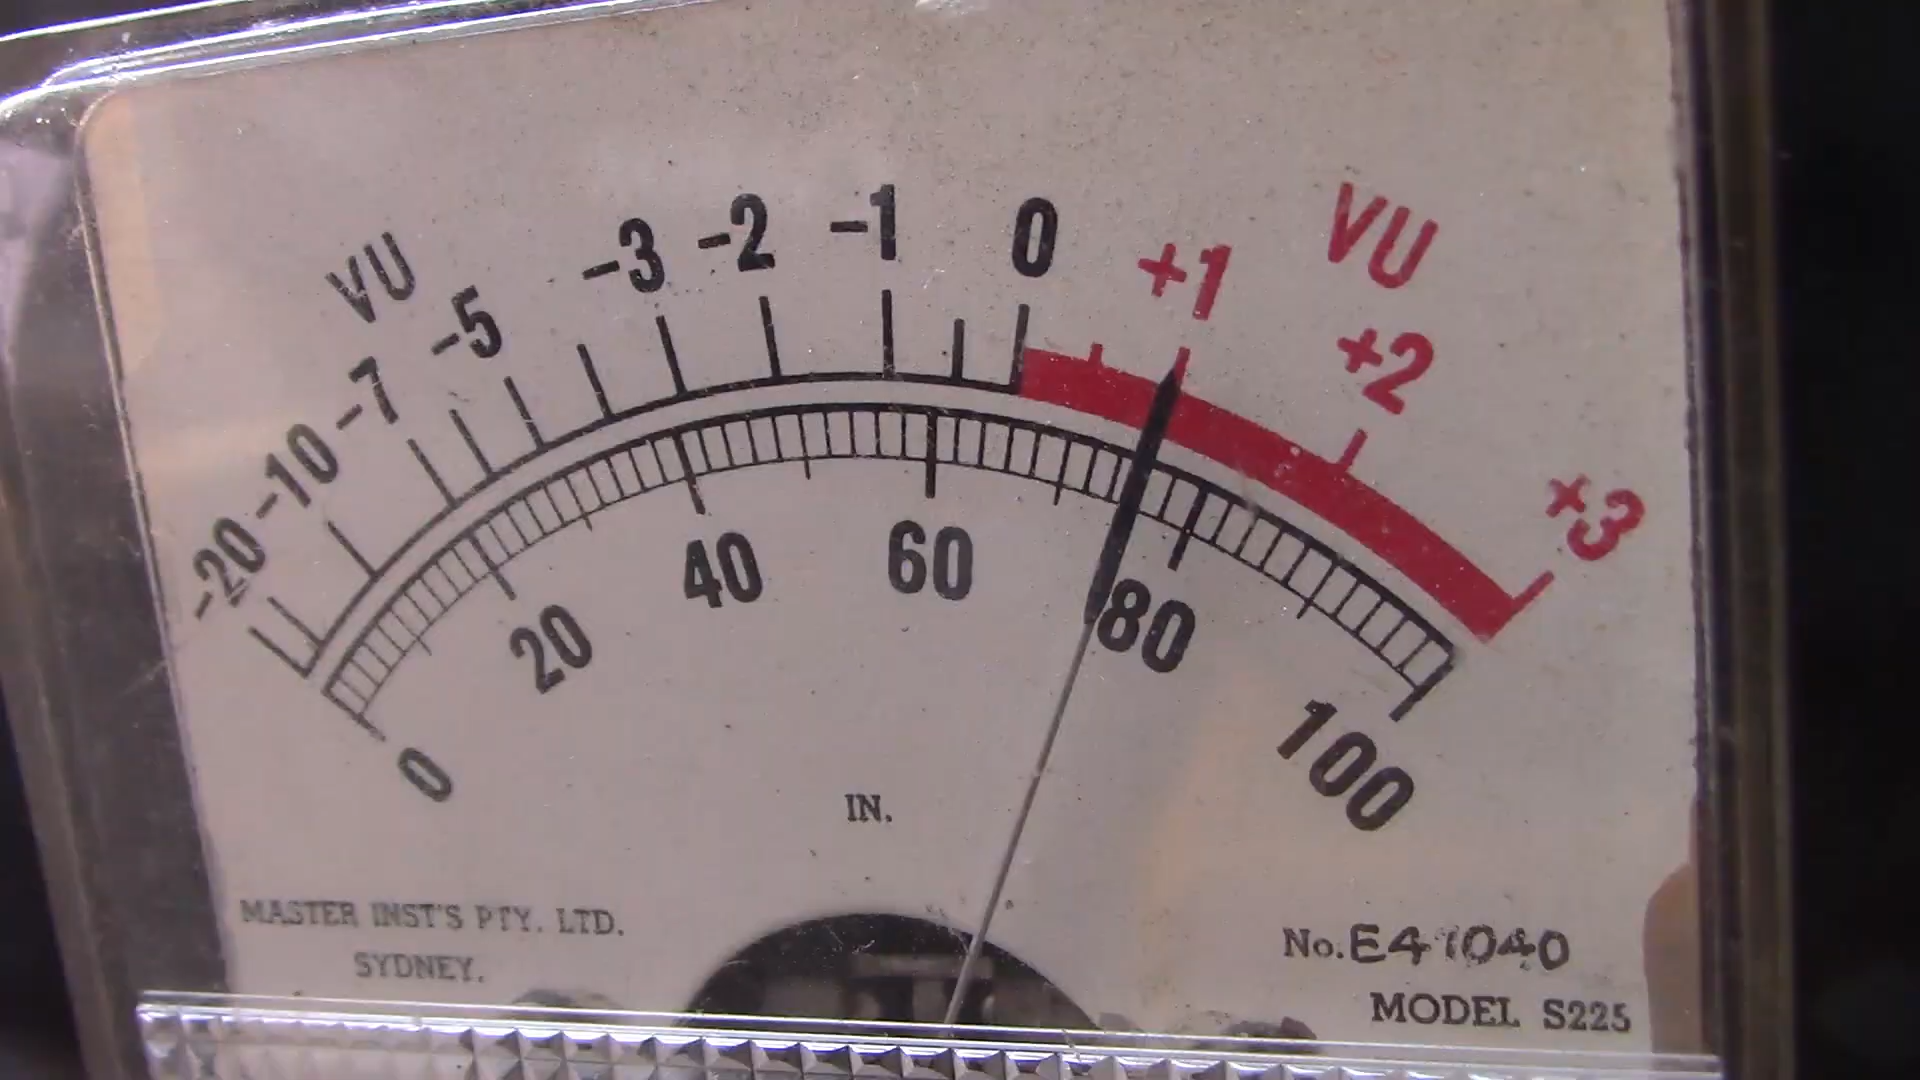 VU VU
-20 -10 -7 -5 -3 -2 -1 0 +1 +2 +3
0 20 40 60 80 100
IN.
MASTER INST'S PTY. LTD.
SYDNEY.
No.
MODEL S225